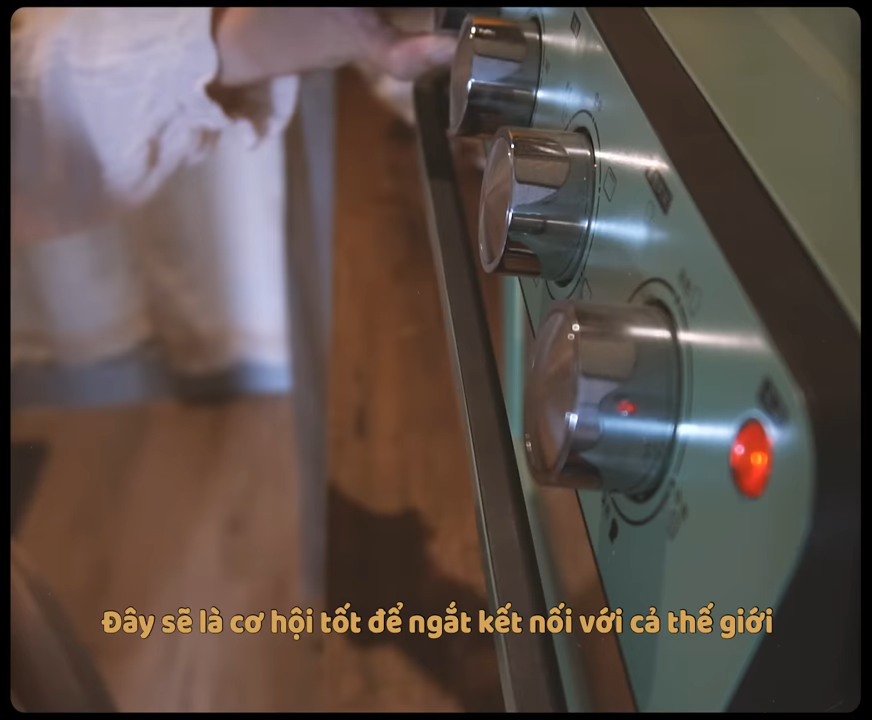 Đây sẽ là cơ hội tốt để ngắt kết nối với cả thế giới